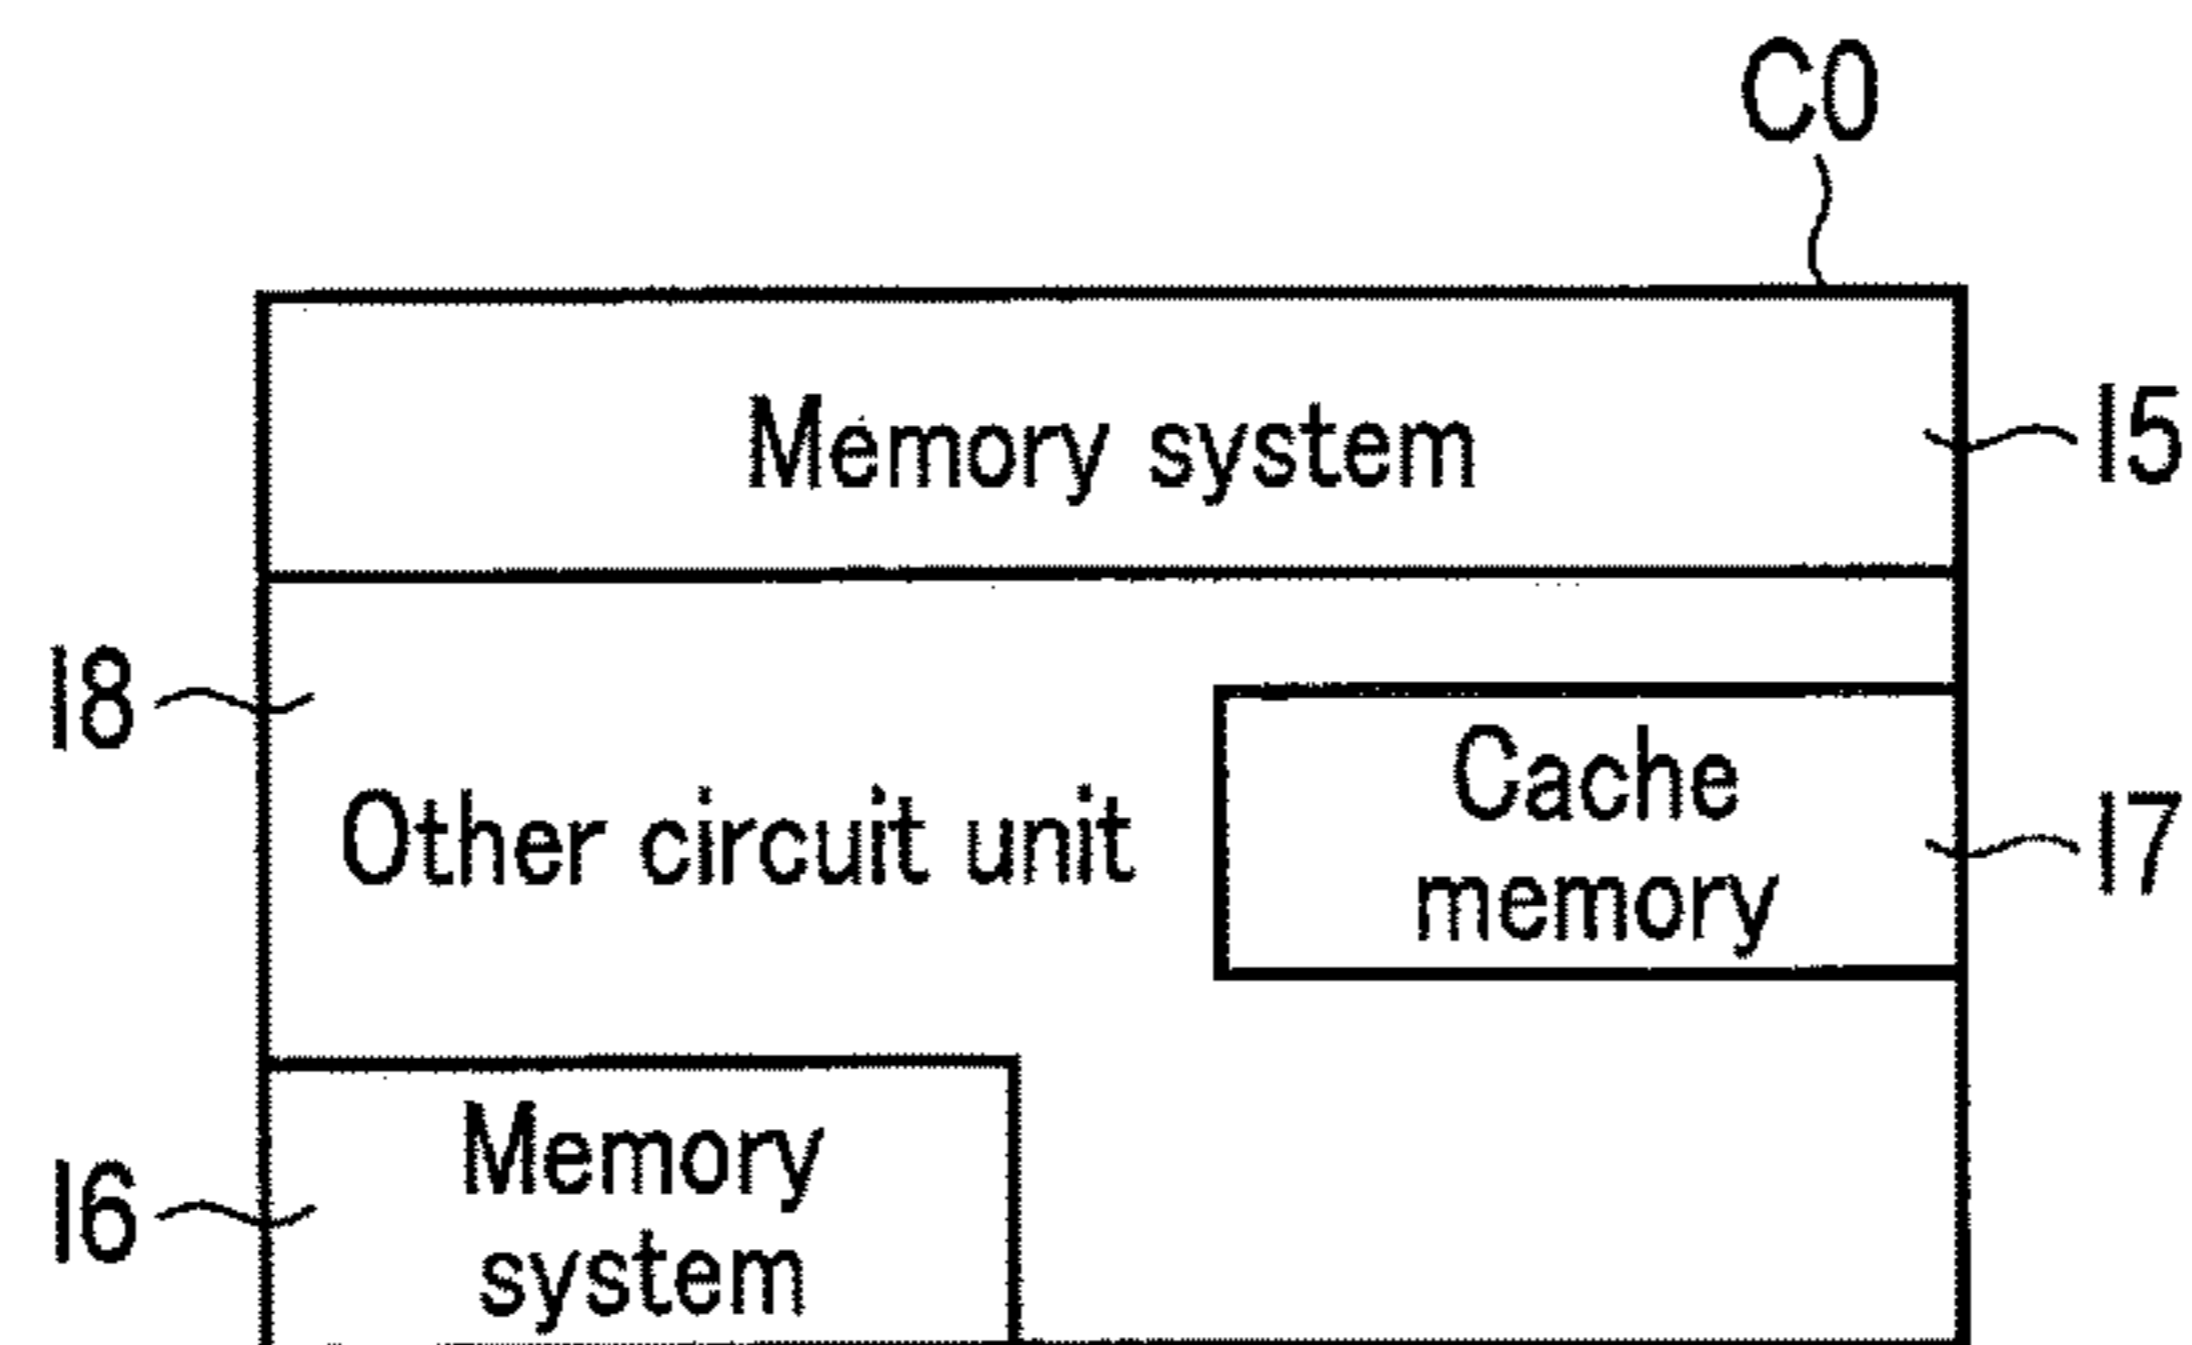 C0
Memory system
15
18
Cache
17
Other circuit unit
memory
Memory
16
system